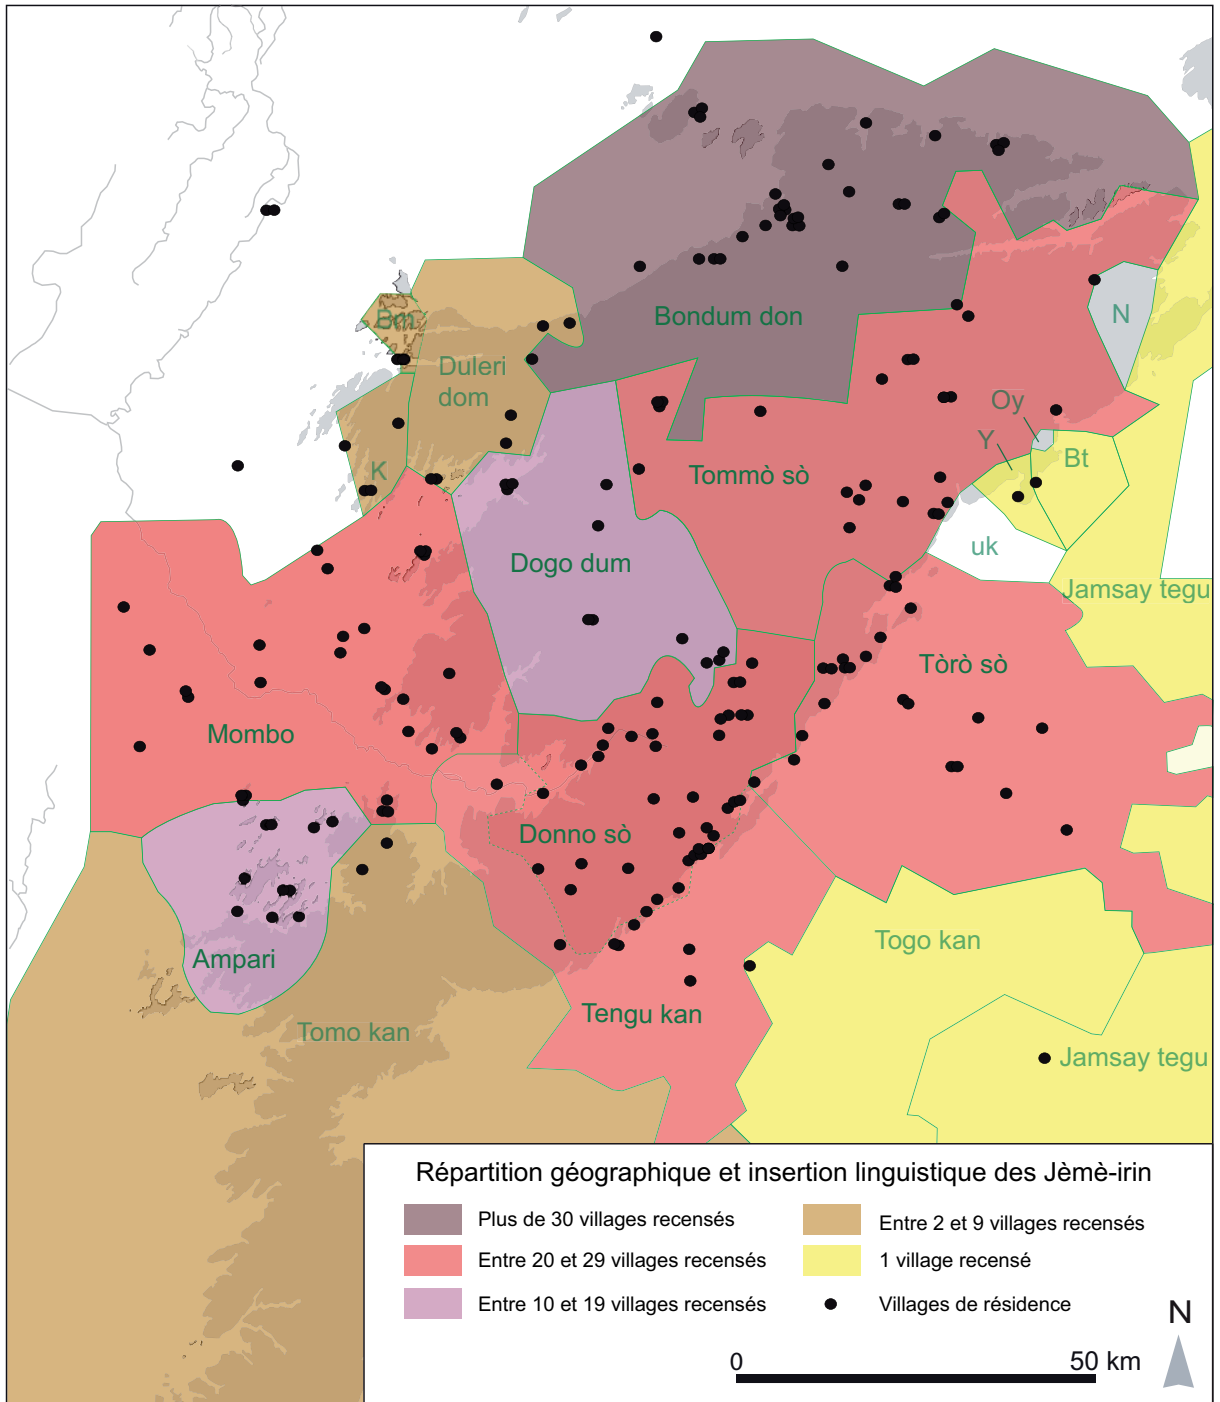 Bondum don
N
Bm
Duleri
dom
Oy
Y
Bt
K
Tommò sò
uk
Dogo dum
Jamsay tegu
Tòrò sò
Mombo
Donno sò
Togo kan
Ampari
Tengu kan
Tomo kan
Jamsay tegu
Répartition géographique et insertion linguistique des Jèmè-irin
Plus de 30 villages recensés
Entre 20 et 29 villages recensés
Entre 10 et 19 villages recensés
Entre 2 et 9 villages recensés
1 village recensé
Villages de résidence
N
0 50 km